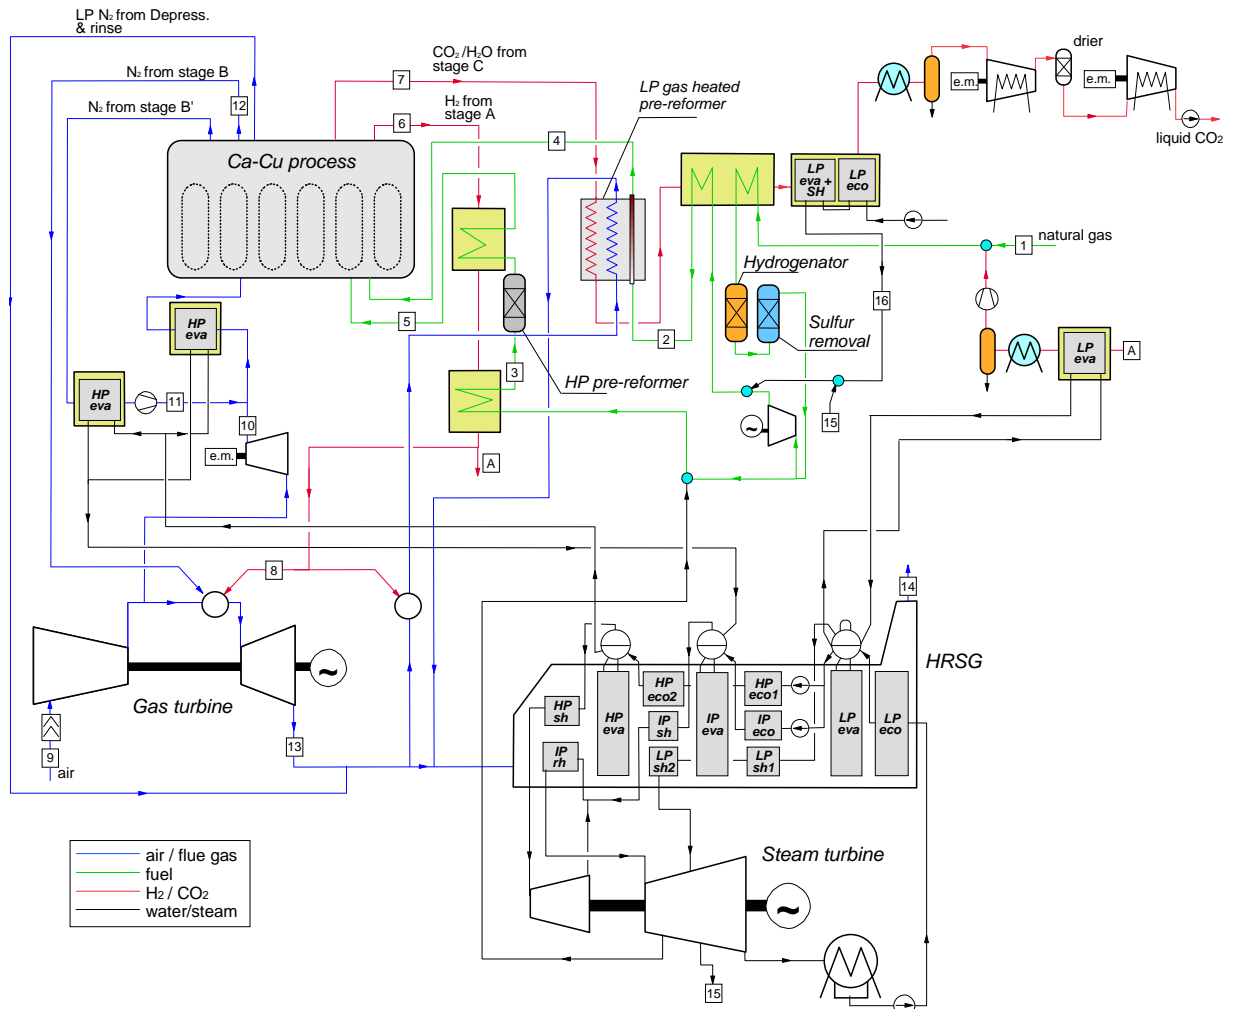 LP N₂ from Depress.
& rinse
N₂ from stage B
12
N₂ from stage B'
CO₂/H₂O from
stage C
7
H₂ from
stage A
6
LP gas heated
pre-reformer
4
drier
e.m.
e.m.
liquid CO₂
Ca-Cu process
LP
eva +
SH
LP
eco
1
natural gas
Hydrogenator
Sulfur
removal
16
5
2
3
HP pre-reformer
HP
eva
HP
eva
11
10
e.m.
LP
eva
A
15
~
A
8
14
HRSG
~
Gas turbine
9
air
13
HP
sh
HP
eva
HP
eco2
IP
sh
LP
sh2
IP
eva
HP
eco1
IP
eco
LP
sh1
LP
eva
LP
eco
IP
rh
air / flue gas
fuel
H₂ / CO₂
water/steam
Steam turbine
~
15